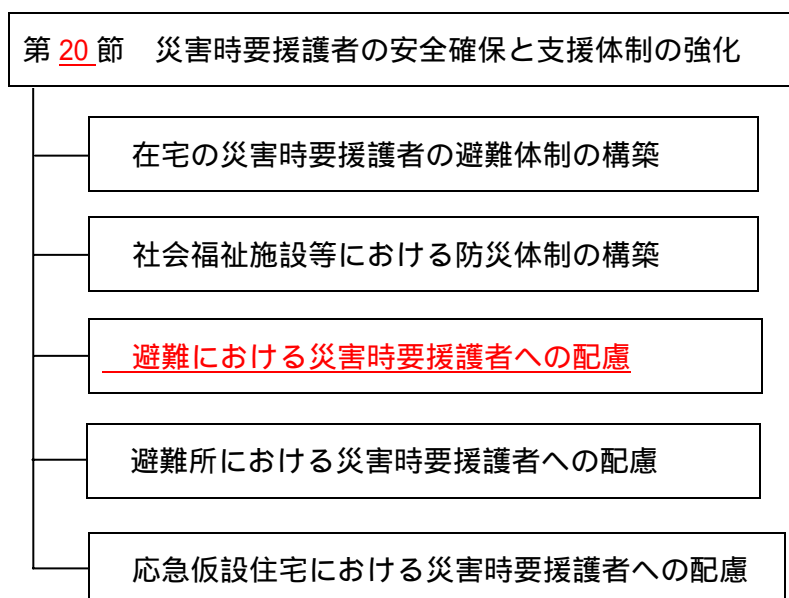 第 20 節　災害時要援護者の安全確保と支援体制の強化
在宅の災害時要援護者の避難体制の構築
社会福祉施設等における防災体制の構築
避難における災害時要援護者への配慮
避難所における災害時要援護者への配慮
応急仮設住宅における災害時要援護者への配慮